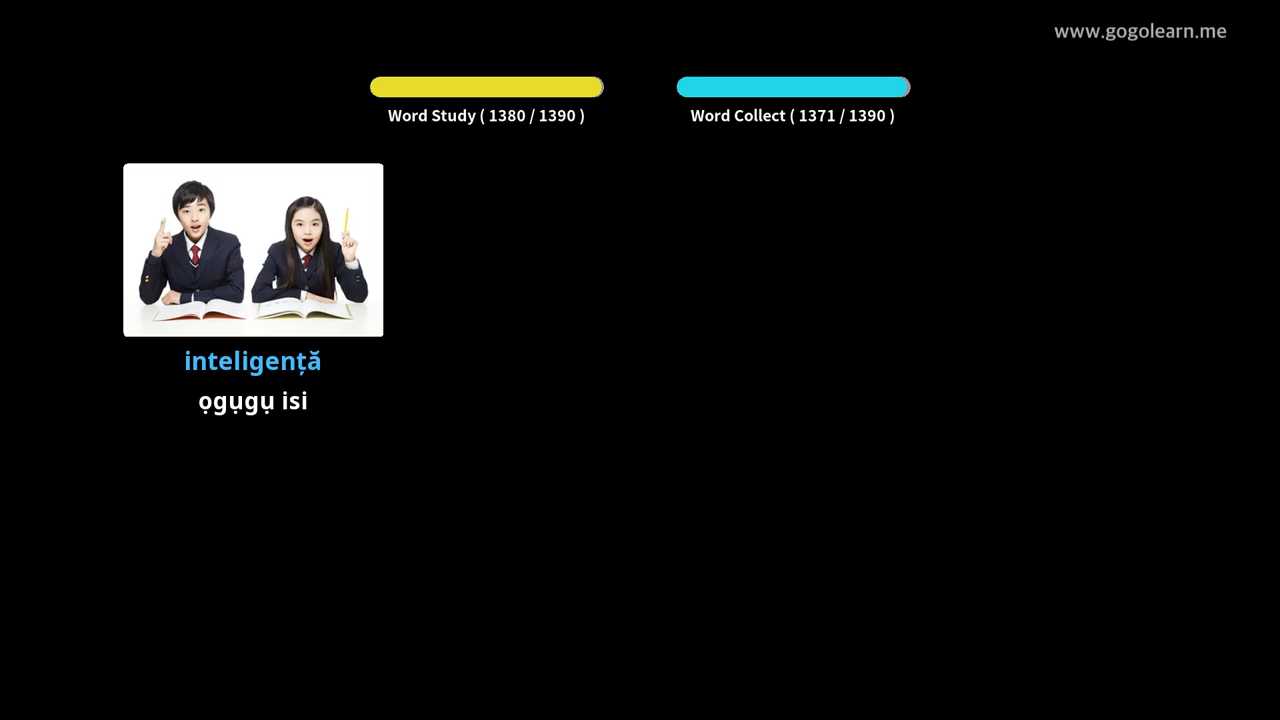 www.gogolearn.me
Word Study ( 1380 / 1390 )
Word Collect ( 1371 / 1390 )
inteligență
ọgụgụ isi